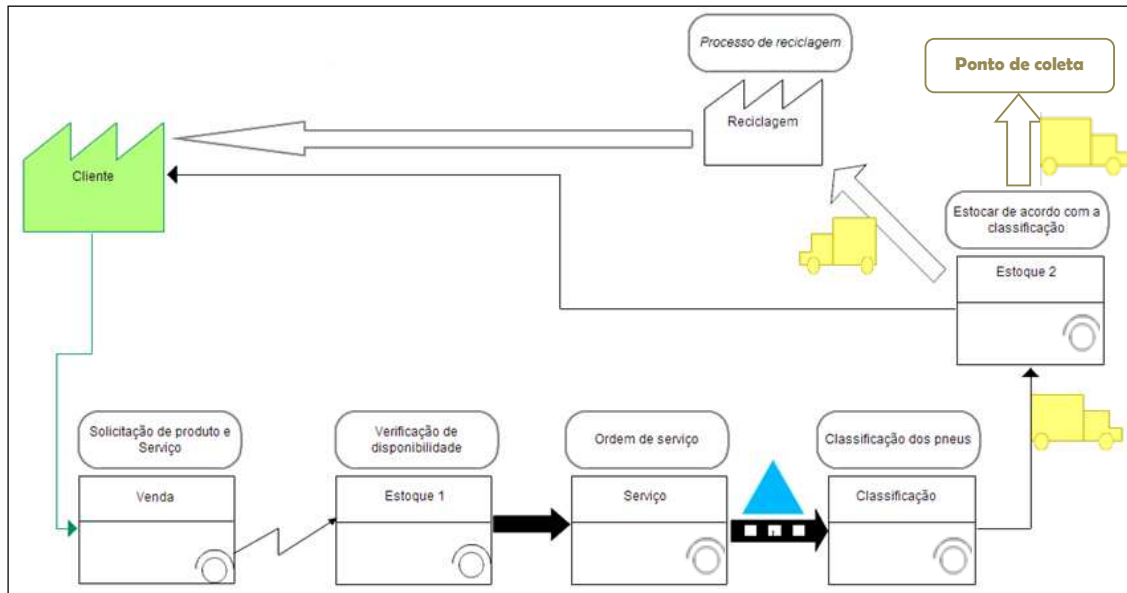 Processo de reciclagem
Ponto de coleta
Reciclagem
Cliente
Estocar de acordo com a
classificação
Estoque 2
Solicitação de produto e
Serviço
Verificação de
disponibilidade
Ordem de serviço
Classificação dos pneus
Venda
Estoque 1
Serviço
Classificação